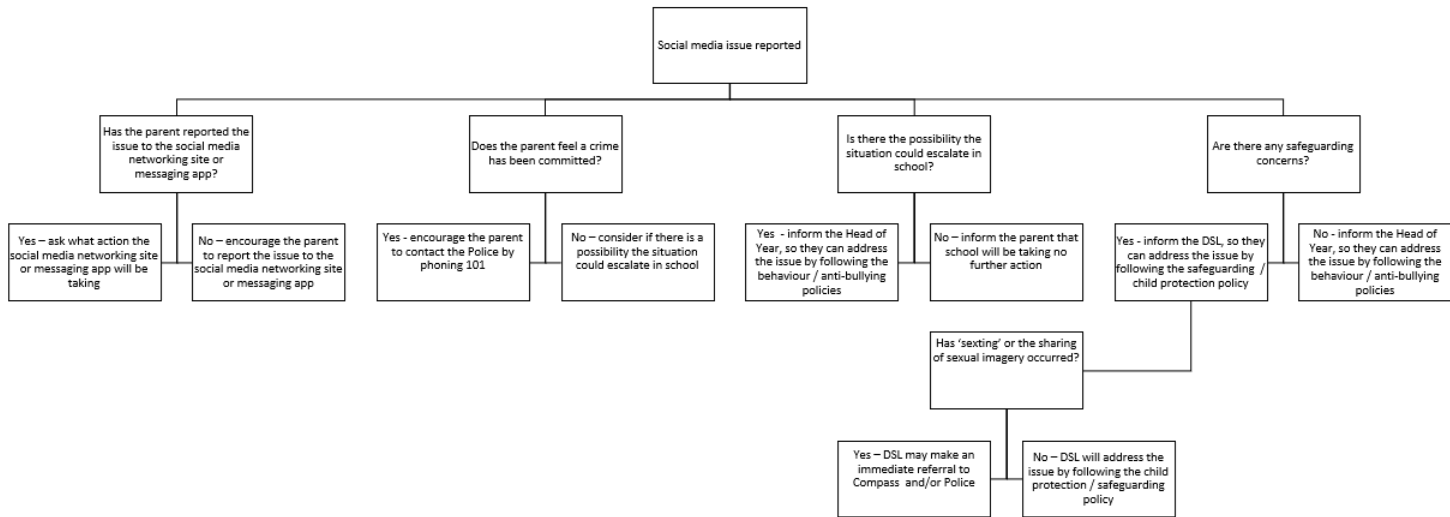 Social media issue reported
Has the parent reported the
issue to the social media
networking site or
messaging app?
Does the parent feel a crime
has been committed?
Is there the possibility the
situation could escalate in
school?
Are there any safeguarding
concerns?
Yes – ask what action the
social media networking site
or messaging app will be
taking
No – encourage the parent
to report the issue to the
social media networking site
or messaging app
Yes - encourage the parent
to contact the Police by
phoning 101
No – consider if there is a
possibility the situation
could escalate in school
Yes - inform the Head of
Year, so they can address
the issue by following the
behaviour / anti-bullying
policies
No – inform the parent that
school will be taking no
further action
Yes - inform the DSL, so they
can address the issue by
following the safeguarding /
child protection policy
No - inform the Head of
Year, so they can address
the issue by following the
behaviour / anti-bullying
policies
Has ‘sexting’ or the sharing
of sexual imagery occurred?
Yes – DSL may make an
immediate referral to
Compass and/or Police
No – DSL will address the
issue by following the child
protection / safeguarding
policy